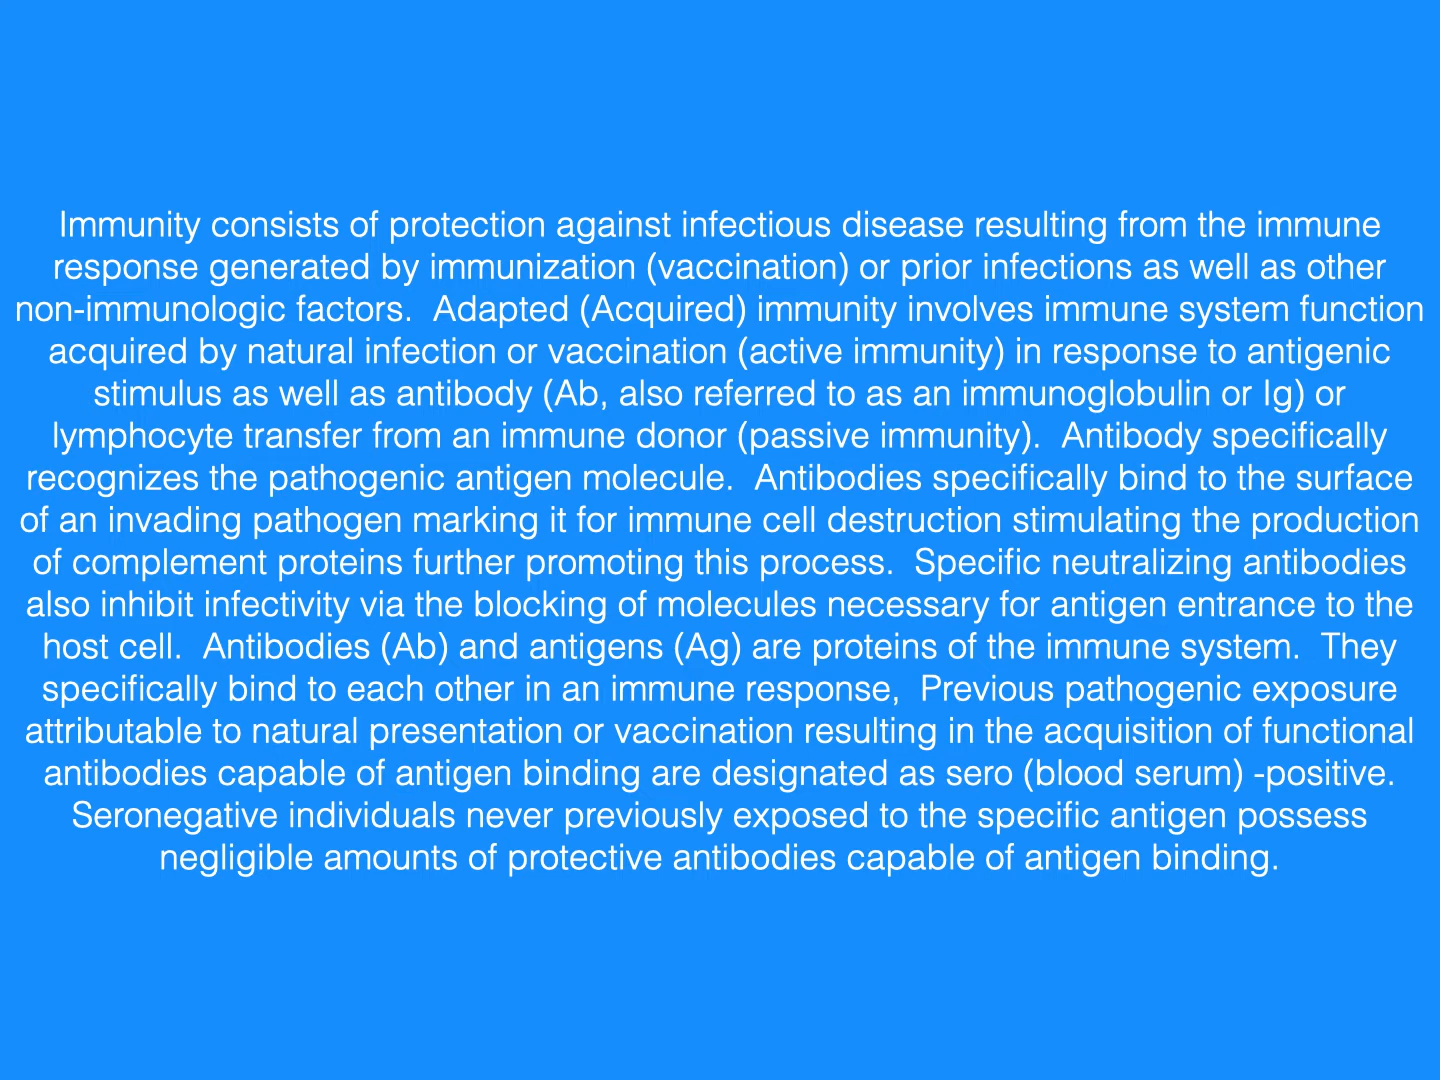 Immunity consists of protection against infectious disease resulting from the immune
response generated by immunization (vaccination) or prior infections as well as other
non-immunologic factors.  Adapted (Acquired) immunity involves immune system function
acquired by natural infection or vaccination (active immunity) in response to antigenic
stimulus as well as antibody (Ab, also referred to as an immunoglobulin or Ig) or
lymphocyte transfer from an immune donor (passive immunity).  Antibody specifically
recognizes the pathogenic antigen molecule.  Antibodies specifically bind to the surface
of an invading pathogen marking it for immune cell destruction stimulating the production
of complement proteins further promoting this process.  Specific neutralizing antibodies
also inhibit infectivity via the blocking of molecules necessary for antigen entrance to the
host cell.  Antibodies (Ab) and antigens (Ag) are proteins of the immune system.  They
specifically bind to each other in an immune response,  Previous pathogenic exposure
attributable to natural presentation or vaccination resulting in the acquisition of functional
antibodies capable of antigen binding are designated as sero (blood serum) -positive.
Seronegative individuals never previously exposed to the specific antigen possess
negligible amounts of protective antibodies capable of antigen binding.